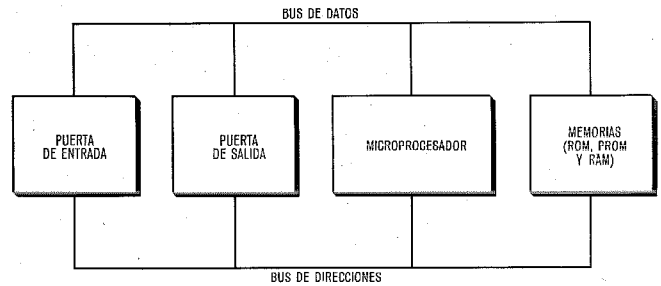 BUS DE DATOS
PUERTA
DE ENTRADA
PUERTA
DE SALIDA
MICROPROCESADOR
MEMORIAS
(ROM, PROM
Y RAM)
BUS DE DIRECCIONES